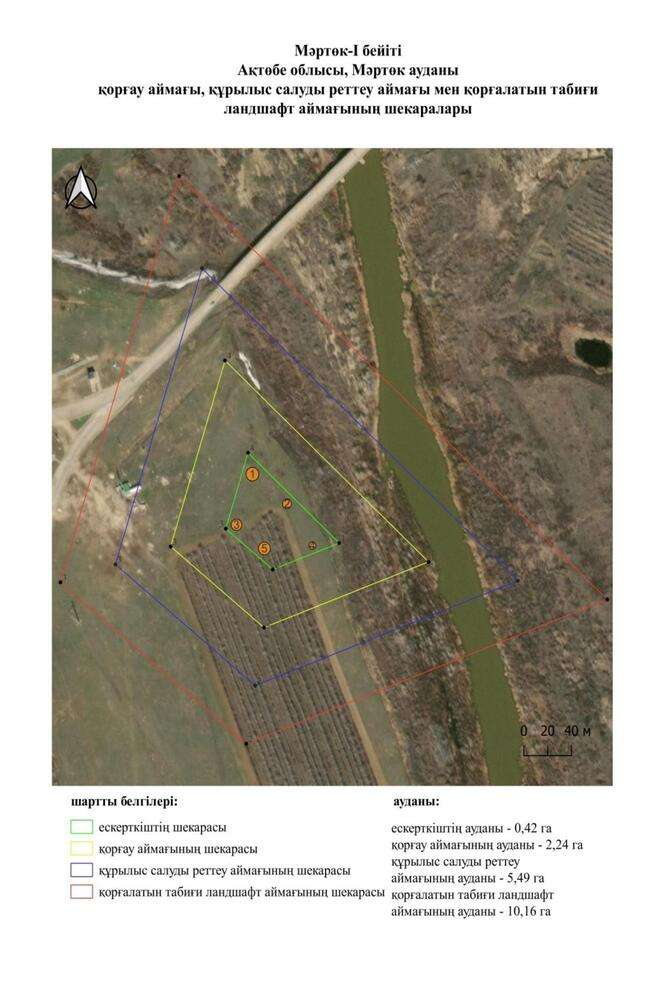 Мәртөк-I бейіті
Ақтөбе облысы, Мәртөк ауданы
қорғау аймағы, құрылыс салуды реттеу аймағы мен қорғалатын табиғи
ландшафт аймағының шекаралары
1
2
3
5
0 20 40 м
шартты белгілері:
ескерткіштің шекарасы
қорғау аймағының шекарасы
құрылыс салуды реттеу аймағының шекарасы
қорғалатын табиғи ландшафт аймағының шекарасы
ауданы:
ескерткіштің ауданы - 0,42 га
қорғау аймағының ауданы - 2,24 га
құрылыс салуды реттеу
аймағының ауданы - 5,49 га
қорғалатын табиғи ландшафт
аймағының ауданы - 10,16 га